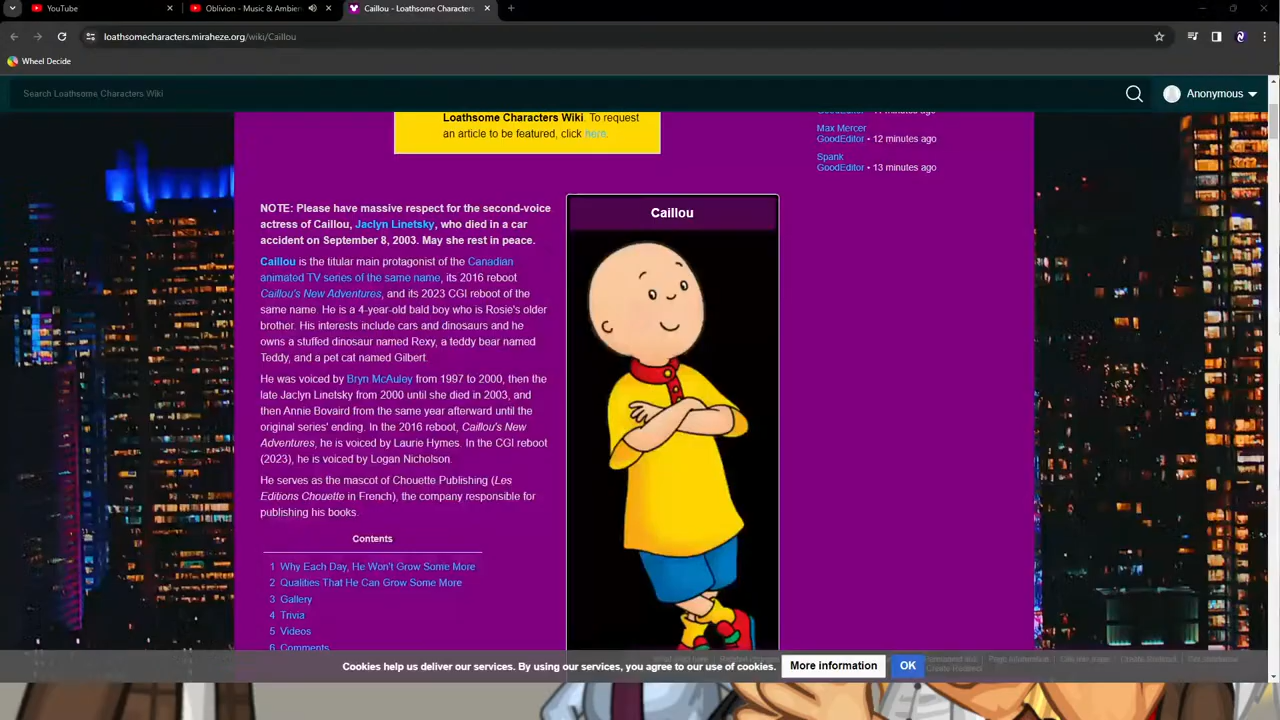 YouTube
Oblivion - Music & Ambien
Caillou - Loathsome Characters
loathsomecharacters.miraheze.org/wiki/Caillou
Wheel Decide
Search Loathsome Characters Wiki
Anonymous
Loathsome Characters Wiki. To request
an article to be featured, click here.
Max Mercer
GoodEditor • 12 minutes ago
Spank
GoodEditor • 13 minutes ago
NOTE: Please have massive respect for the second-voice
actress of Caillou, Jaclyn Linetsky, who died in a car
accident on September 8, 2003. May she rest in peace.
Caillou is the titular main protagonist of the Canadian
animated TV series of the same name, its 2016 reboot
Caillou's New Adventures, and its 2023 CGI reboot of the
same name. He is a 4-year-old bald boy who is Rosie's older
brother. His interests include cars and dinosaurs and he
owns a stuffed dinosaur named Rexy, a teddy bear named
Teddy, and a pet cat named Gilbert.
He was voiced by Bryn McAuley from 1997 to 2000, then the
late Jaclyn Linetsky from 2000 until she died in 2003, and
then Annie Bovaird from the same year afterward until the
original series' ending. In the 2016 reboot, Caillou's New
Adventures, he is voiced by Laurie Hymes. In the CGI reboot
(2023), he is voiced by Logan Nicholson.
He serves as the mascot of Chouette Publishing (Les
Editions Chouette in French), the company responsible for
publishing his books.
Contents
1 Why Each Day, He Won't Grow Some More
2 Qualities That He Can Grow Some More
3 Gallery
4 Trivia
5 Videos
6 Comments
Caillou
Cookies help us deliver our services. By using our services, you agree to our use of cookies.
More information
OK